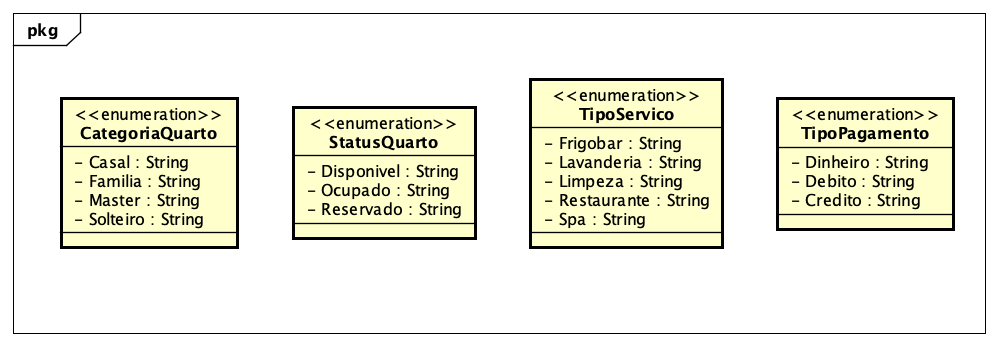 pkg
<<enumeration>>
CategoriaQuarto
- Casal : String
- Familia : String
- Master : String
- Solteiro : String
<<enumeration>>
StatusQuarto
- Disponivel : String
- Ocupado : String
- Reservado : String
<<enumeration>>
TipoServico
- Frigobar : String
- Lavanderia : String
- Limpeza : String
- Restaurante : String
- Spa : String
<<enumeration>>
TipoPagamento
- Dinheiro : String
- Debito : String
- Credito : String